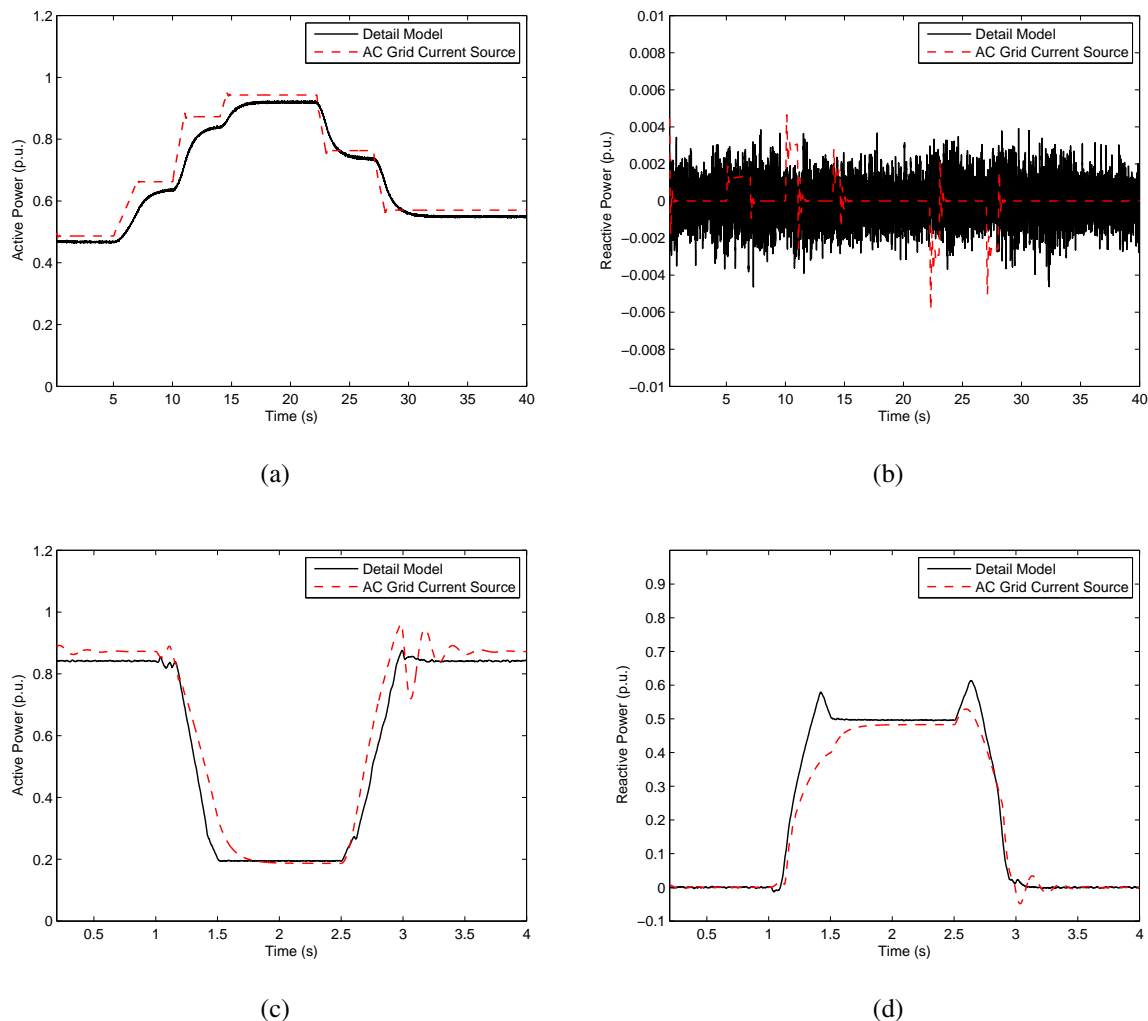 1.2
1
0.8
0.6
0.4
0.2
0
Active Power (p.u.)
5 10 15 20 25 30 35 40
Time (s)
Detail Model
AC Grid Current Source
(a)
0.01
0.008
0.006
0.004
0.002
0
−0.002
−0.004
−0.006
−0.008
−0.01
Reactive Power (p.u.)
5 10 15 20 25 30 35 40
Time (s)
Detail Model
AC Grid Current Source
(b)
1.2
1
0.8
0.6
0.4
0.2
0
Active Power (p.u.)
0.5 1 1.5 2 2.5 3 3.5 4
Time (s)
Detail Model
AC Grid Current Source
(c)
0.9
0.8
0.7
0.6
0.5
0.4
0.3
0.2
0.1
0
−0.1
Reactive Power (p.u.)
0.5 1 1.5 2 2.5 3 3.5 4
Time (s)
Detail Model
AC Grid Current Source
(d)